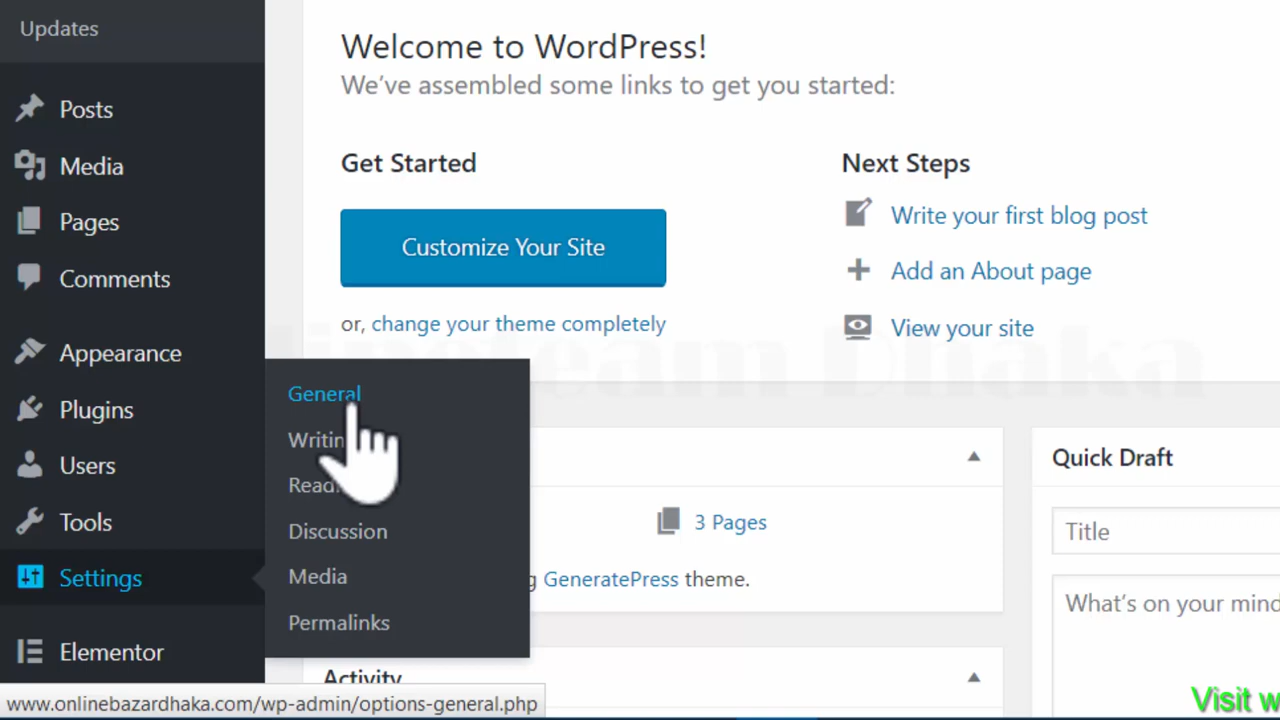 Updates
Posts
Media
Pages
Comments
Appearance
Plugins
Users
Tools
Settings
Elementor
General
Discussion
Media
Permalinks
Welcome to WordPress!
We've assembled some links to get you started:
Get Started
Customize Your Site
or, change your theme completely
Next Steps
Write your first blog post
Add an About page
View your site
3 Pages
GeneratePress theme.
Activity
Quick Draft
Title
What's on your mind
www.onlinebazardhaka.com/wp-admin/options-general.php
Dhaka
Visit